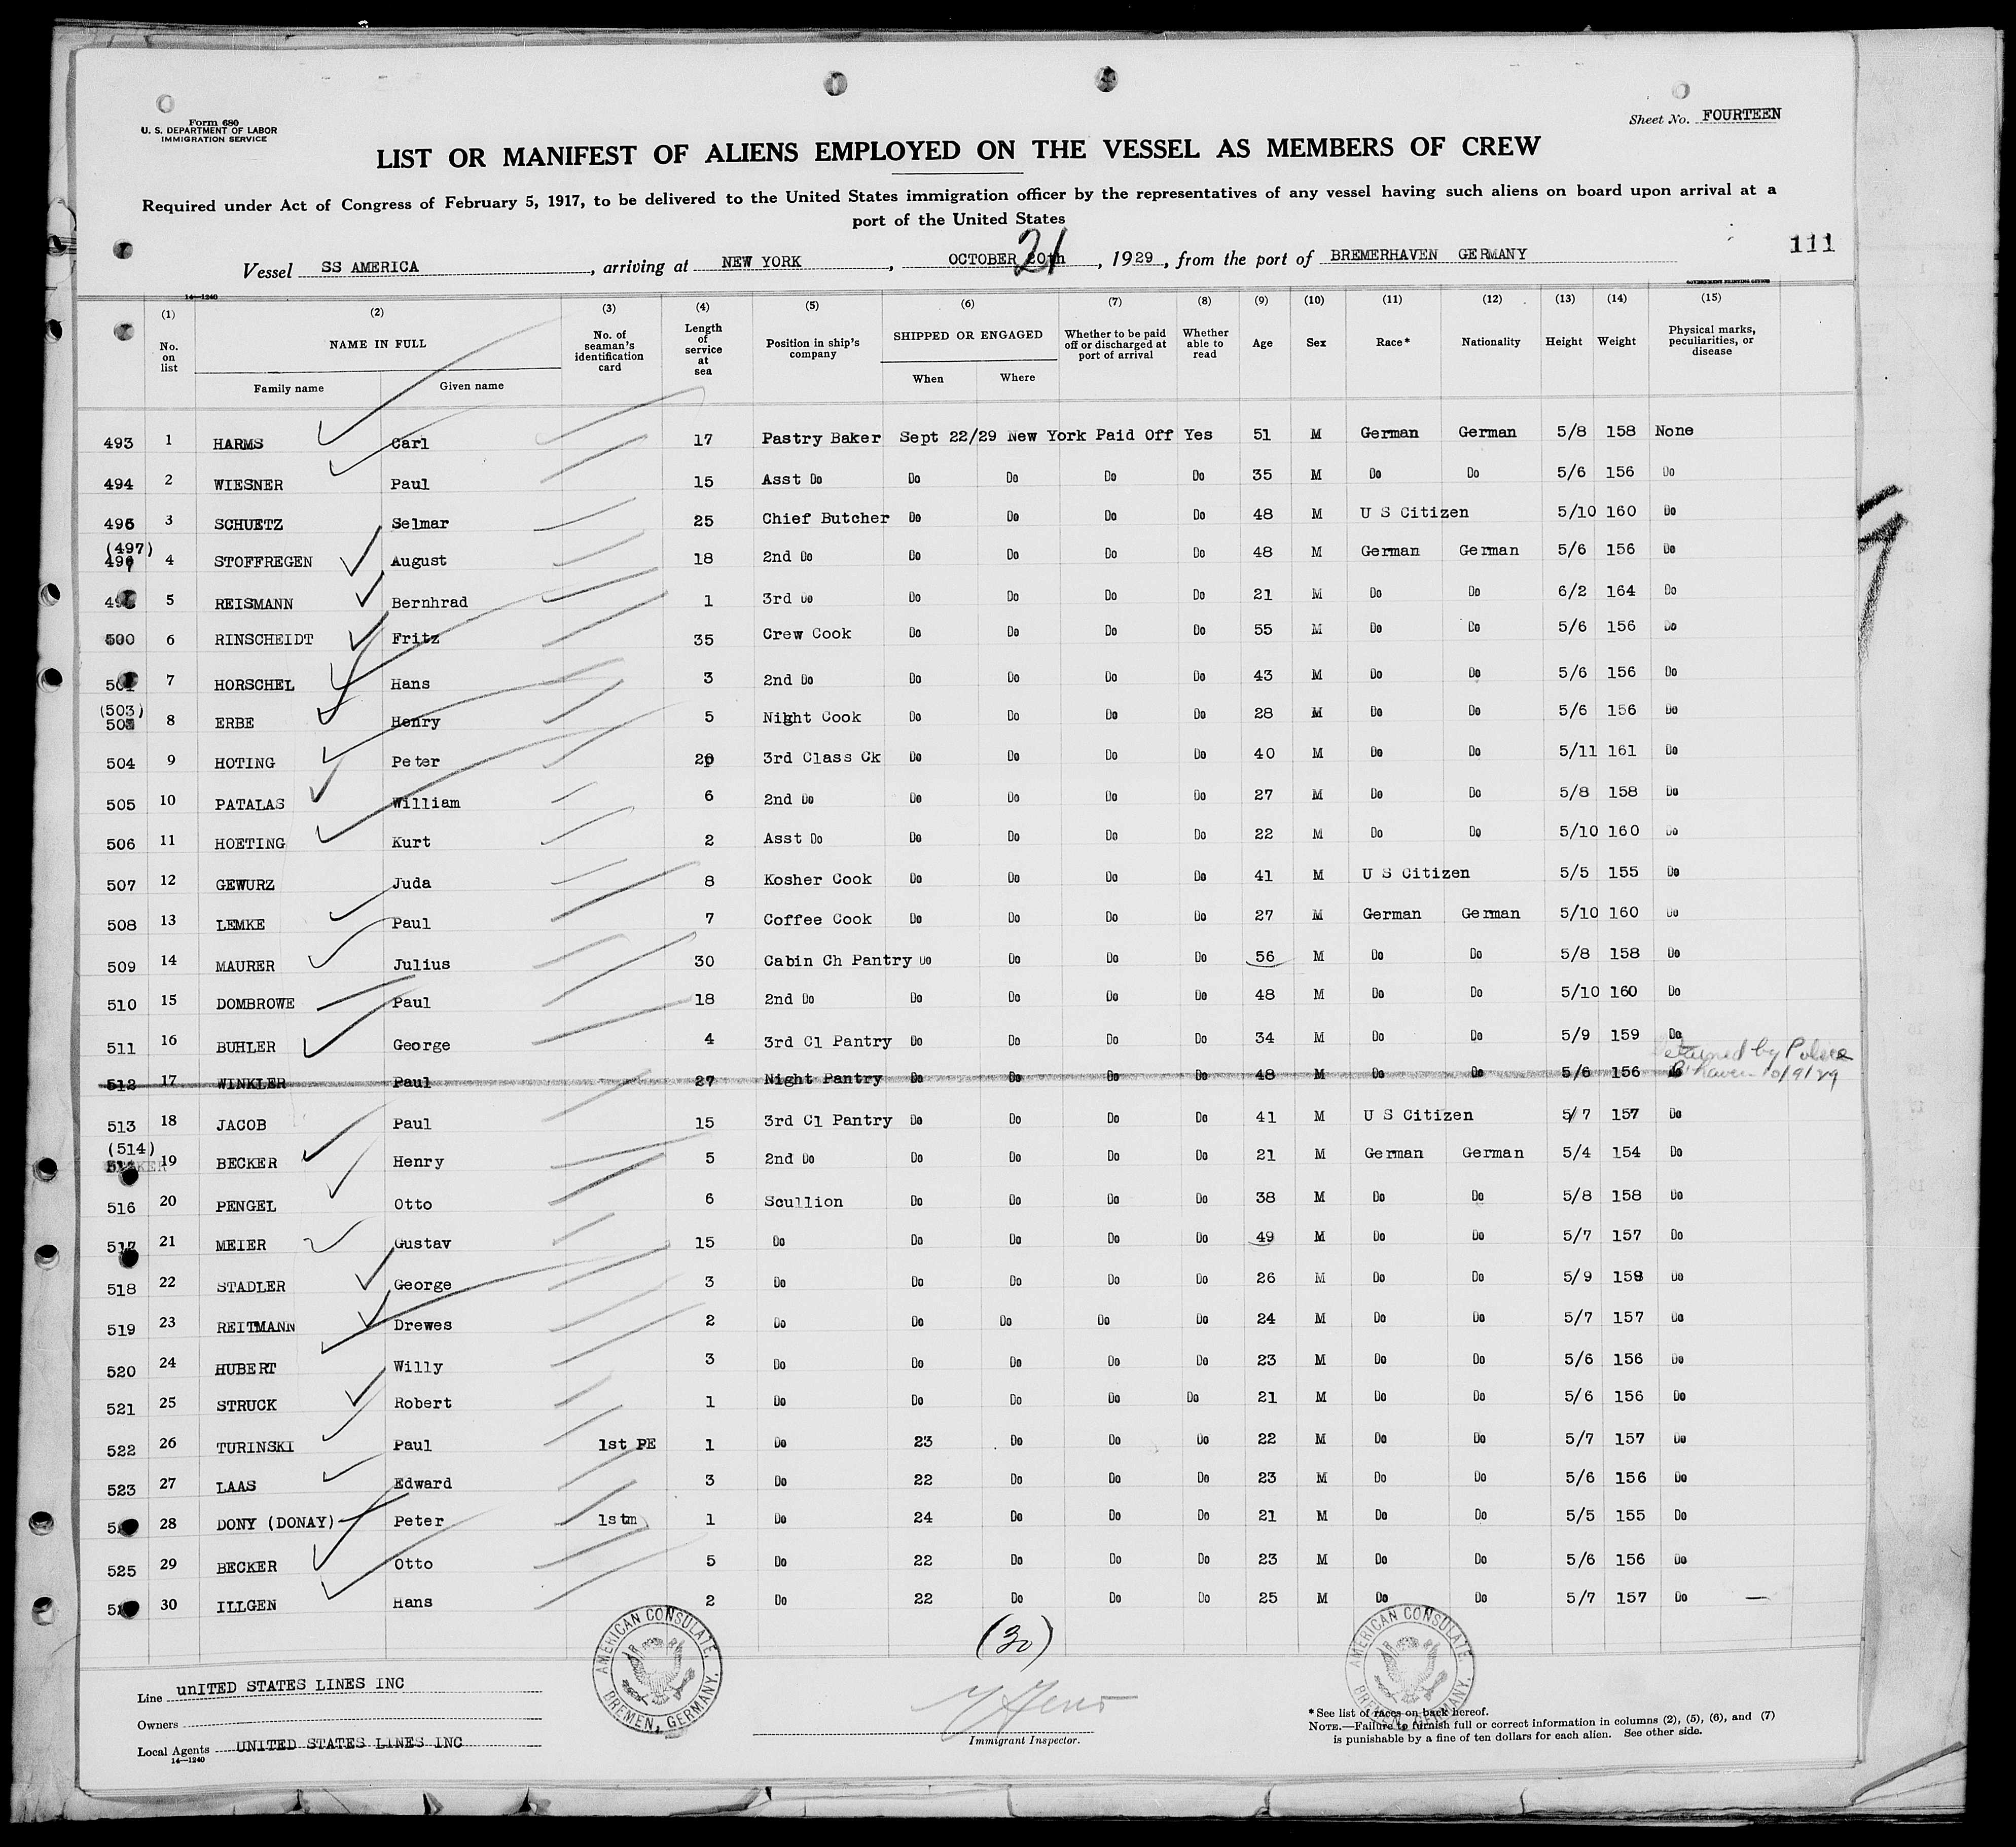 Form 680
U. S. DEPARTMENT OF LABOR
IMMIGRATION SERVICE
Sheet No. FOURTEEN
LIST OR MANIFEST OF ALIENS EMPLOYED ON THE VESSEL AS MEMBERS OF CREW
Required under Act of Congress of February 5, 1917, to be delivered to the United States immigration officer by the representatives of any vessel having such aliens on board upon arrival at a
port of the United States
111
Vessel SS AMERICA, arriving at NEW YORK, OCTOBER 20th 21, 1929, from the port of BREMERHAVEN GERMANY
14—1240
GOVERNMENT PRINTING OFFICE
(1) (2) (3) (4) (5) (6) (7) (8) (9) (10) (11) (12) (13) (14) (15)
No. on list NAME IN FULL No. of seaman's identification card Length of service at sea Position in ship's company SHIPPED OR ENGAGED Whether to be paid off or discharged at port of arrival Whether able to read Age Sex Race* Nationality Height Weight Physical marks, peculiarities, or disease
Family name Given name When Where
493 1 HARMS Carl 17 Pastry Baker Sept 22/29 New York Paid Off Yes 51 M German German 5/8 158 None
494 2 WIESNER Paul 15 Asst Do Do Do Do Do 35 M Do Do 5/6 156 Do
495 3 SCHUETZ Selmar 25 Chief Butcher Do Do Do Do 48 M U S Citizen 5/10 160 Do
(497) 4 STOFFREGEN August 18 2nd Do Do Do Do Do 48 M German German 5/6 156 Do
5 REISMANN Bernhrad 1 3rd Do Do Do Do Do 21 M Do Do 6/2 164 Do
500 6 RINSCHEIDT Fritz 35 Crew Cook Do Do Do Do 55 M Do Do 5/6 156 Do
501 7 HORSCHEL Hans 3 2nd Do Do Do Do Do 43 M Do Do 5/6 156 Do
(503) 8 ERBE Henry 5 Night Cook Do Do Do Do 28 M Do Do 5/6 156 Do
504 9 HOTING Peter 20 3rd Class Ck Do Do Do Do 40 M Do Do 5/11 161 Do
505 10 PATALAS William 6 2nd Do Do Do Do Do 27 M Do Do 5/8 158 Do
506 11 HOETING Kurt 2 Asst Do Do Do Do Do 22 M Do Do 5/10 160 Do
507 12 GEWURZ Juda 8 Kosher Cook Do Do Do Do 41 M U S Citizen 5/5 155 Do
508 13 LEMKE Paul 7 Coffee Cook Do Do Do Do 27 M German German 5/10 160 Do
509 14 MAURER Julius 30 Cabin Ch Pantry Do Do Do Do 56 M Do Do 5/8 158 Do
510 15 DOMBROWE Paul 18 2nd Do Do Do Do Do 48 M Do Do 5/10 160 Do
511 16 BUHLER George 4 3rd Cl Pantry Do Do Do Do 34 M Do Do 5/9 159 Do
Detained by Police
512 17 WINKLER Paul 27 Night Pantry Do Do Do Do 48 M Do Do 5/6 156 B'haven 10/9/29
513 18 JACOB Paul 15 3rd Cl Pantry Do Do Do Do 41 M U S Citizen 5/7 157 Do
(514) 19 BECKER Henry 5 2nd Do Do Do Do Do 21 M German German 5/4 154 Do
516 20 PENGEL Otto 6 Scullion Do Do Do Do 38 M Do Do 5/8 158 Do
517 21 MEIER Gustav 15 Do Do Do Do Do 49 M Do Do 5/7 157 Do
518 22 STADLER George 3 Do Do Do Do Do 26 M Do Do 5/9 159 Do
519 23 REITMANN Drewes 2 Do Do Do Do Do 24 M Do Do 5/7 157 Do
520 24 HUBERT Willy 3 Do Do Do Do Do 23 M Do Do 5/6 156 Do
521 25 STRUCK Robert 1 Do Do Do Do Do 21 M Do Do 5/6 156 Do
522 26 TURINSKI Paul 1st PE 1 Do 23 Do Do Do 22 M Do Do 5/7 157 Do
523 27 LAAS Edward 3 Do 22 Do Do Do 23 M Do Do 5/6 156 Do
28 DONY (DONAY) Peter 1stm 1 Do 24 Do Do Do 21 M Do Do 5/5 155 Do
525 29 BECKER Otto 5 Do 22 Do Do Do 23 M Do Do 5/6 156 Do
30 ILLGEN Hans 2 Do 22 Do Do Do 25 M Do Do 5/7 157 Do —
(30)
AMERICAN CONSULATE, BREMEN, GERMANY.
AMERICAN CONSULATE, BREMEN, GERMANY.
Line unITED STATES LINES INC
Owners
Local Agents UNITED STATES LINES INC
14—1240
Immigrant Inspector.
* See list of races on back hereof.
NOTE.—Failure to furnish full or correct information in columns (2), (5), (6), and (7)
is punishable by a fine of ten dollars for each alien. See other side.